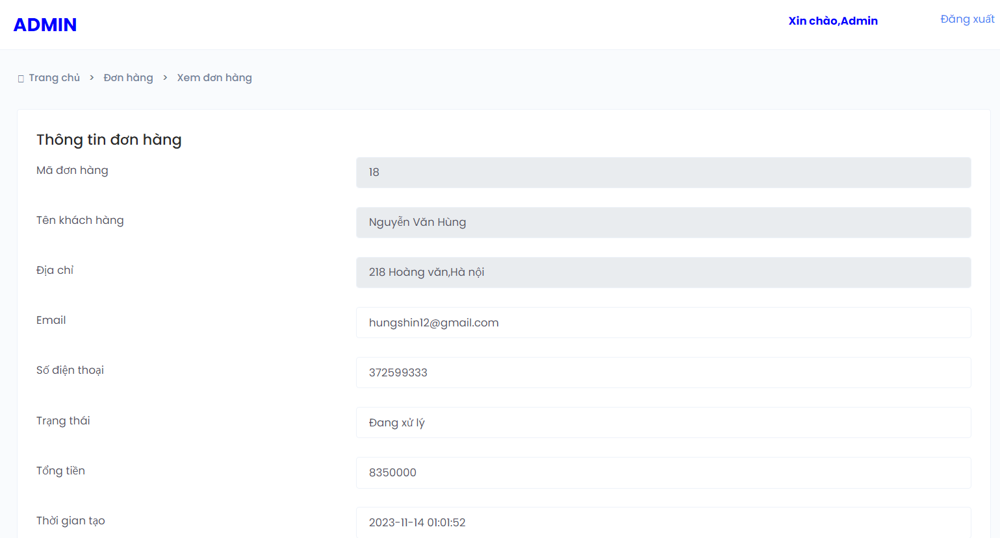 ADMIN
Xin chào,Admin
Đăng xuất
Trang chủ > Đơn hàng > Xem đơn hàng
Thông tin đơn hàng
Mã đơn hàng
18
Tên khách hàng
Nguyễn Văn Hùng
Địa chỉ
218 Hoàng văn,Hà nội
Email
hungshin12@gmail.com
Số điện thoại
372599333
Trạng thái
Đang xử lý
Tổng tiền
8350000
Thời gian tạo
2023-11-14 01:01:52